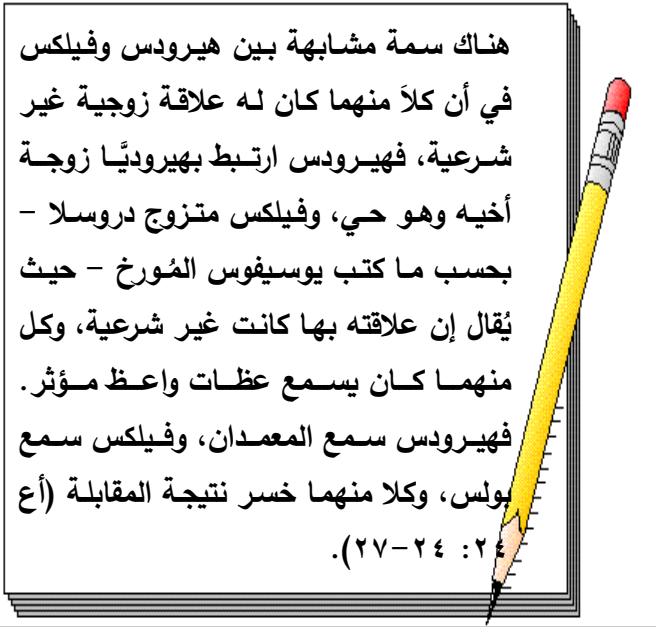 هناك سمة مشابهة بين هيرودس وفيلكس
في أن كلاَ منهما كان له علاقة زوجية غير
شرعية، فهيرودس ارتبط بهيروديَّا زوجة
أخيه وهو حي، وفيلكس متزوج دروسلا –
بحسب ما كتب يوسيفوس المُورخ – حيث
يُقال إن علاقته بها كانت غير شرعية، وكل
منهما كان يسمع عظات واعظ مؤثر.
فهيرودس سمع المعمدان، وفيلكس سمع
بولس، وكلا منهما خسر نتيجة المقابلة (أع
٢٤: ٢٤-٢٧).